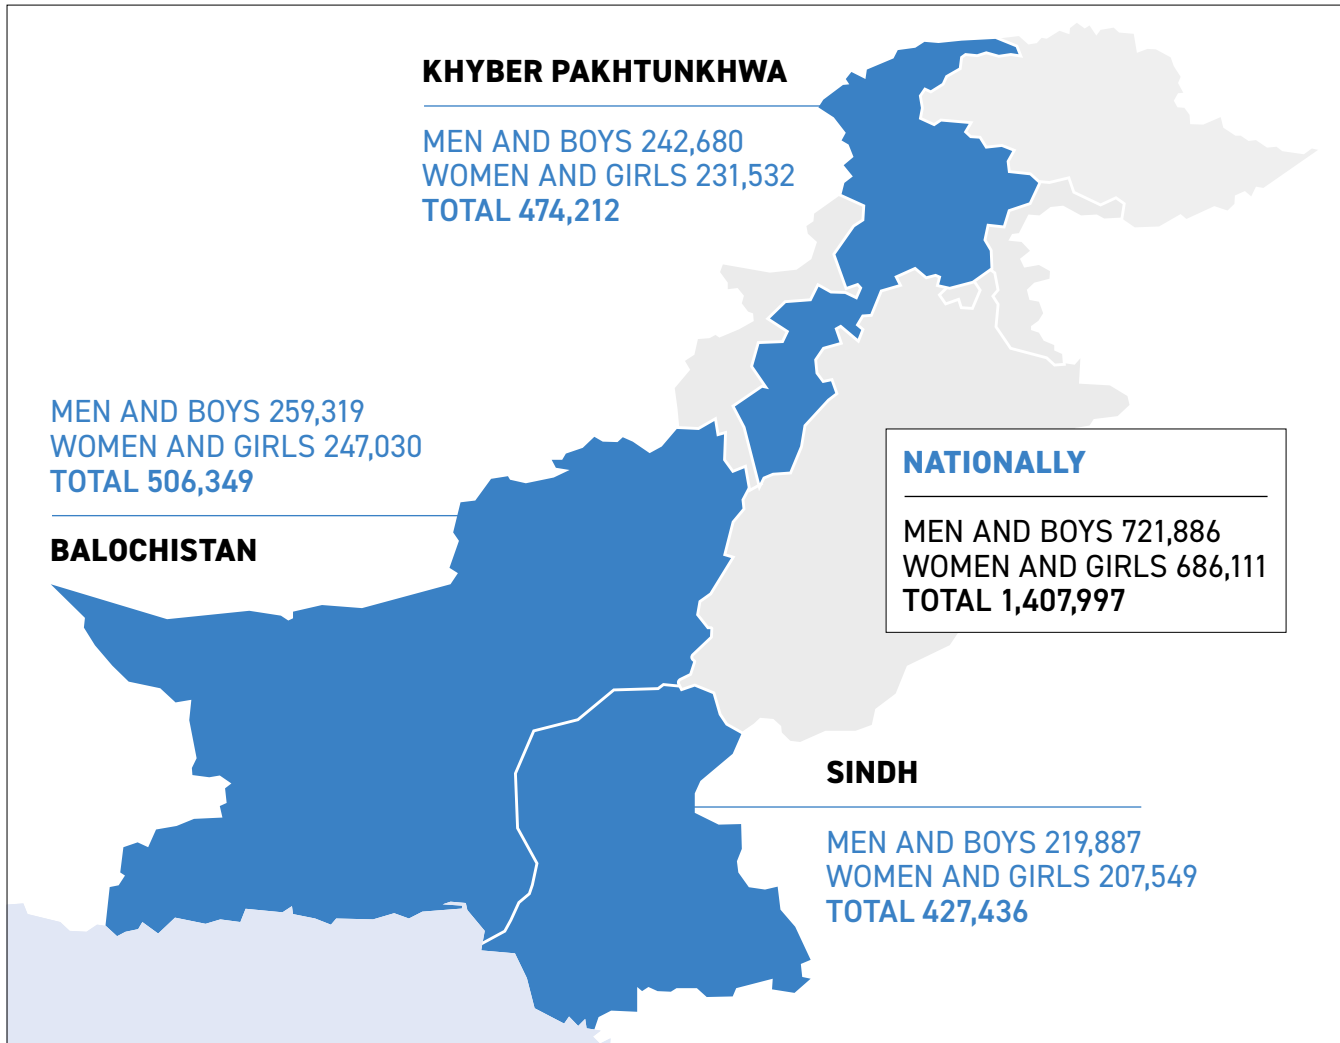 KHYBER PAKHTUNKHWA
MEN AND BOYS 242,680
WOMEN AND GIRLS 231,532
TOTAL 474,212
MEN AND BOYS 259,319
WOMEN AND GIRLS 247,030
TOTAL 506,349
BALOCHISTAN
NATIONALLY
MEN AND BOYS 721,886
WOMEN AND GIRLS 686,111
TOTAL 1,407,997
SINDH
MEN AND BOYS 219,887
WOMEN AND GIRLS 207,549
TOTAL 427,436